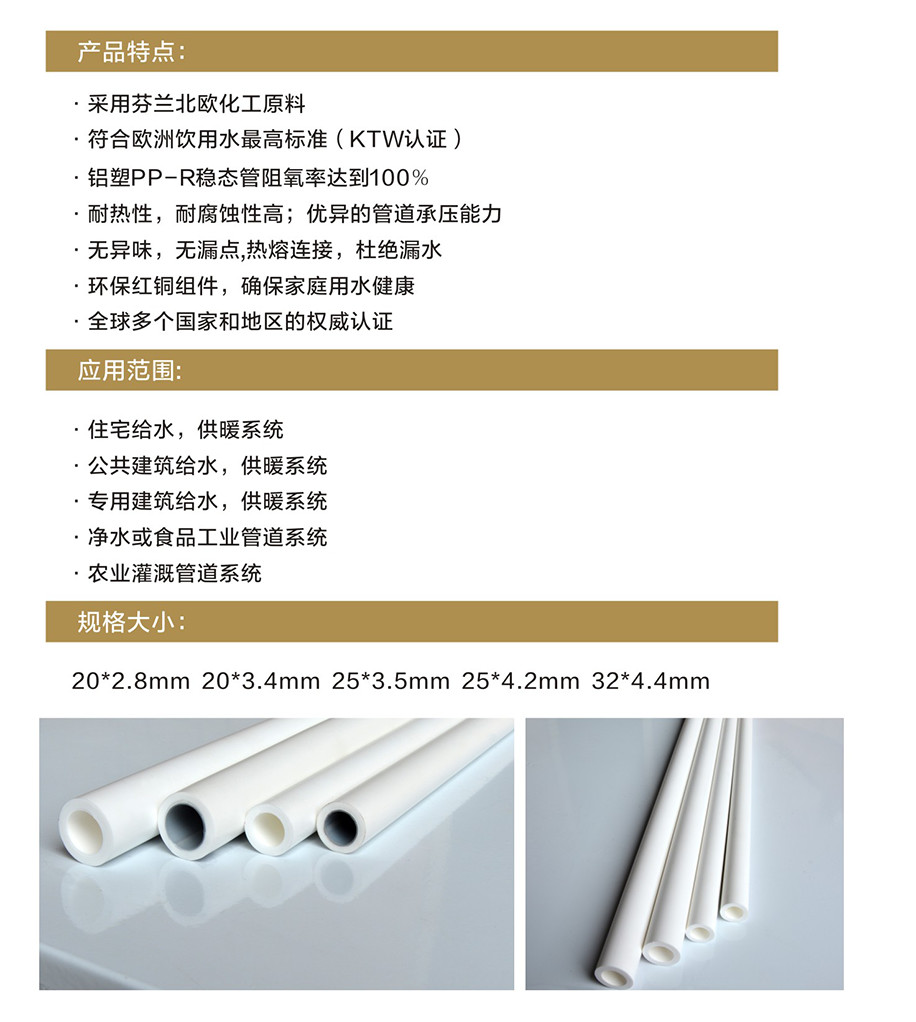 产品特点：
· 采用芬兰北欧化工原料
· 符合欧洲饮用水最高标准（KTW认证）
· 铝塑PP-R稳态管阻氧率达到100%
· 耐热性，耐腐蚀性高；优异的管道承压能力
· 无异味，无漏点,热熔连接，杜绝漏水
· 环保红铜组件，确保家庭用水健康
· 全球多个国家和地区的权威认证
应用范围:
· 住宅给水，供暖系统
· 公共建筑给水，供暖系统
· 专用建筑给水，供暖系统
· 净水或食品工业管道系统
· 农业灌溉管道系统
规格大小：
20*2.8mm 20*3.4mm 25*3.5mm 25*4.2mm 32*4.4mm